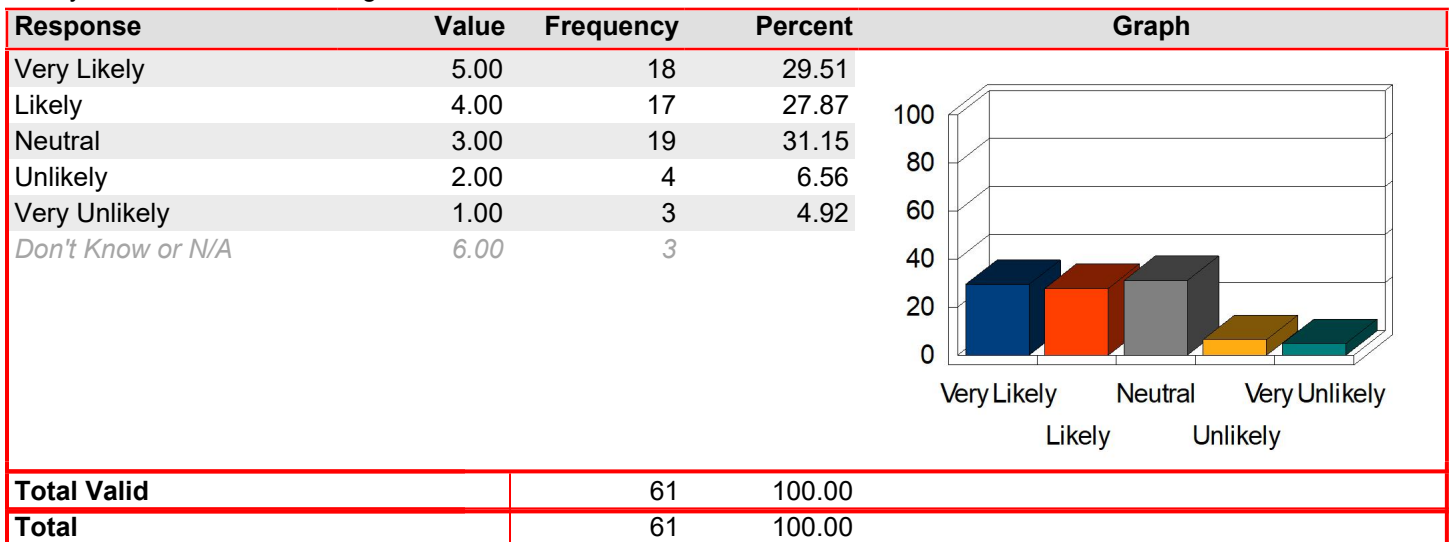 Response Value Frequency Percent Graph
Very Likely 5.00 18 29.51
Likely 4.00 17 27.87
Neutral 3.00 19 31.15
Unlikely 2.00 4 6.56
Very Unlikely 1.00 3 4.92
Don't Know or N/A 6.00 3
100
80
60
40
20
0
Very Likely Neutral Very Unlikely
Likely Unlikely
Total Valid 61 100.00
Total 61 100.00